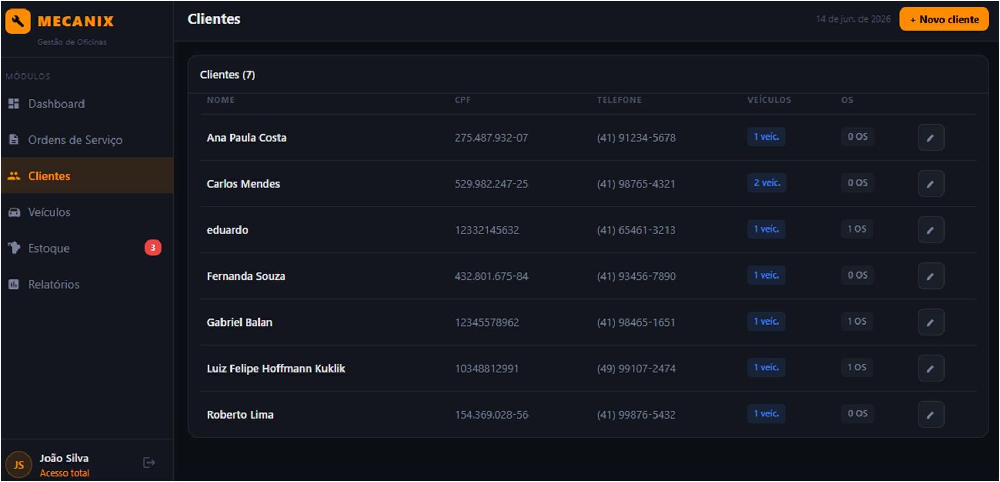 MECANIX
Gestão de Oficinas
MÓDULOS
Dashboard
Ordens de Serviço
Clientes
Veículos
Estoque 3
Relatórios
JS João Silva
Acesso total
Clientes
14 de jun. de 2026 + Novo cliente
Clientes (7)
NOME CPF TELEFONE VEÍCULOS OS
Ana Paula Costa 275.487.932-07 (41) 91234-5678 1 veíc. 0 OS
Carlos Mendes 529.982.247-25 (41) 98765-4321 2 veíc. 0 OS
eduardo 12332145632 (41) 65461-3213 1 veíc. 1 OS
Fernanda Souza 432.801.675-84 (41) 93456-7890 1 veíc. 0 OS
Gabriel Balan 12345578962 (41) 98465-1651 1 veíc. 1 OS
Luiz Felipe Hoffmann Kuklik 10348812991 (49) 99107-2474 1 veíc. 1 OS
Roberto Lima 154.369.028-56 (41) 99876-5432 1 veíc. 0 OS